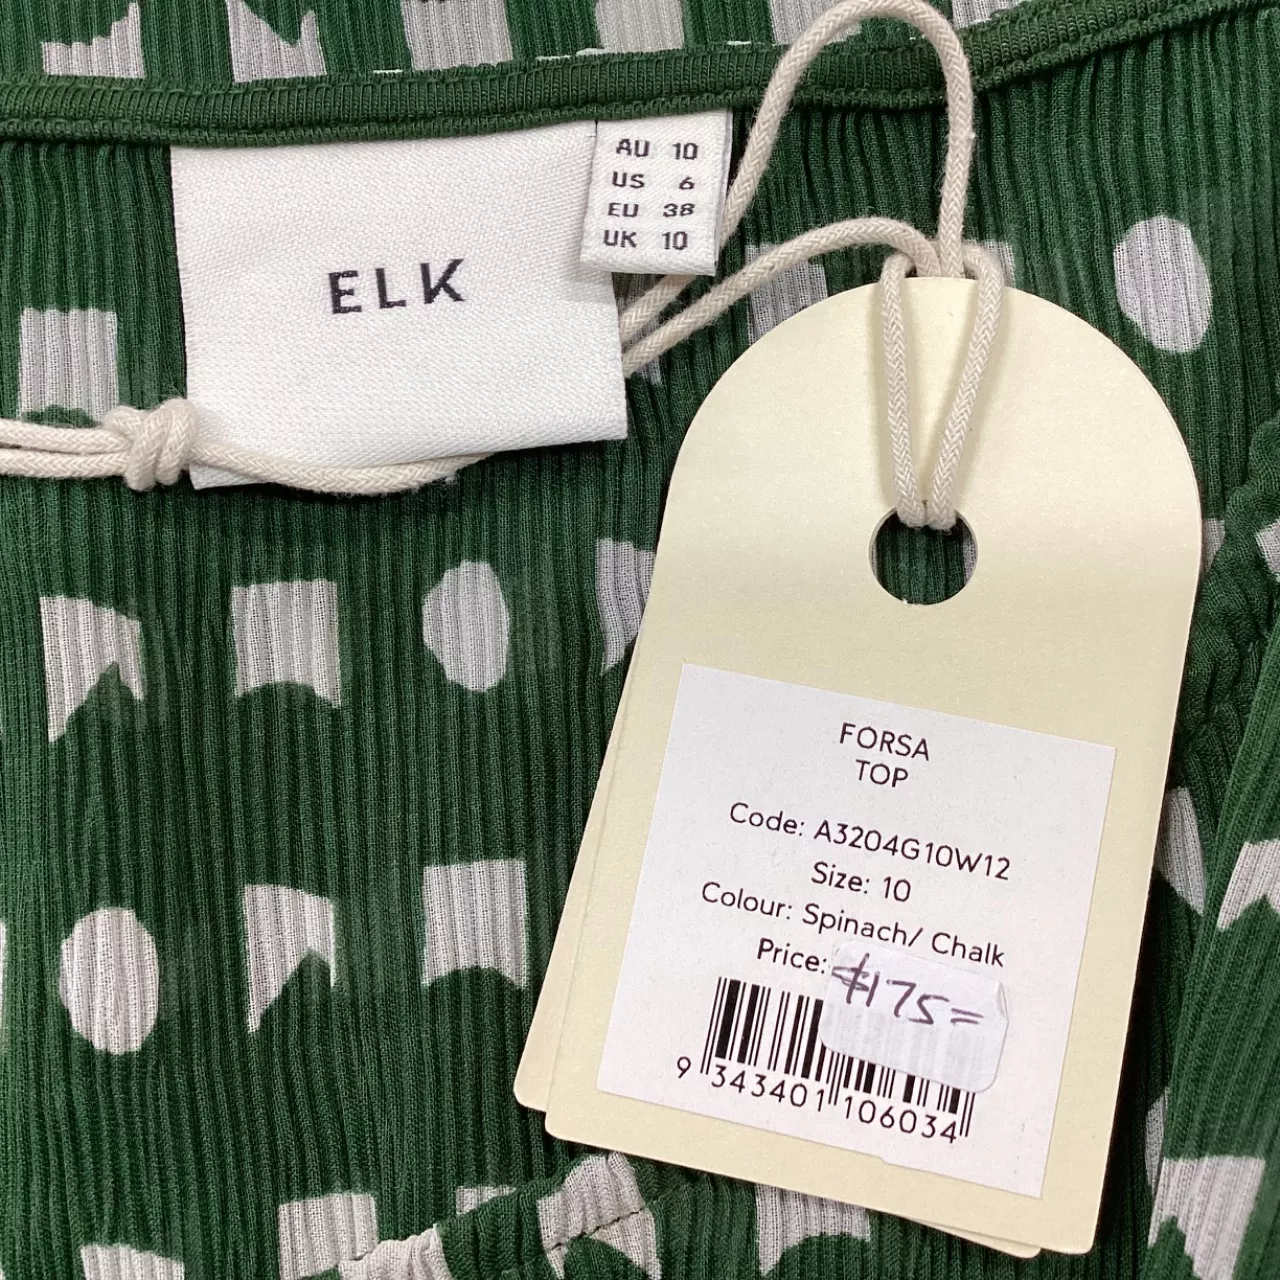 ELK
AU 10
US 6
EU 38
UK 10
FORSA
TOP
Code: A3204G10W12
Size: 10
Colour: Spinach/ Chalk
Price: $175=
9 343401 106034